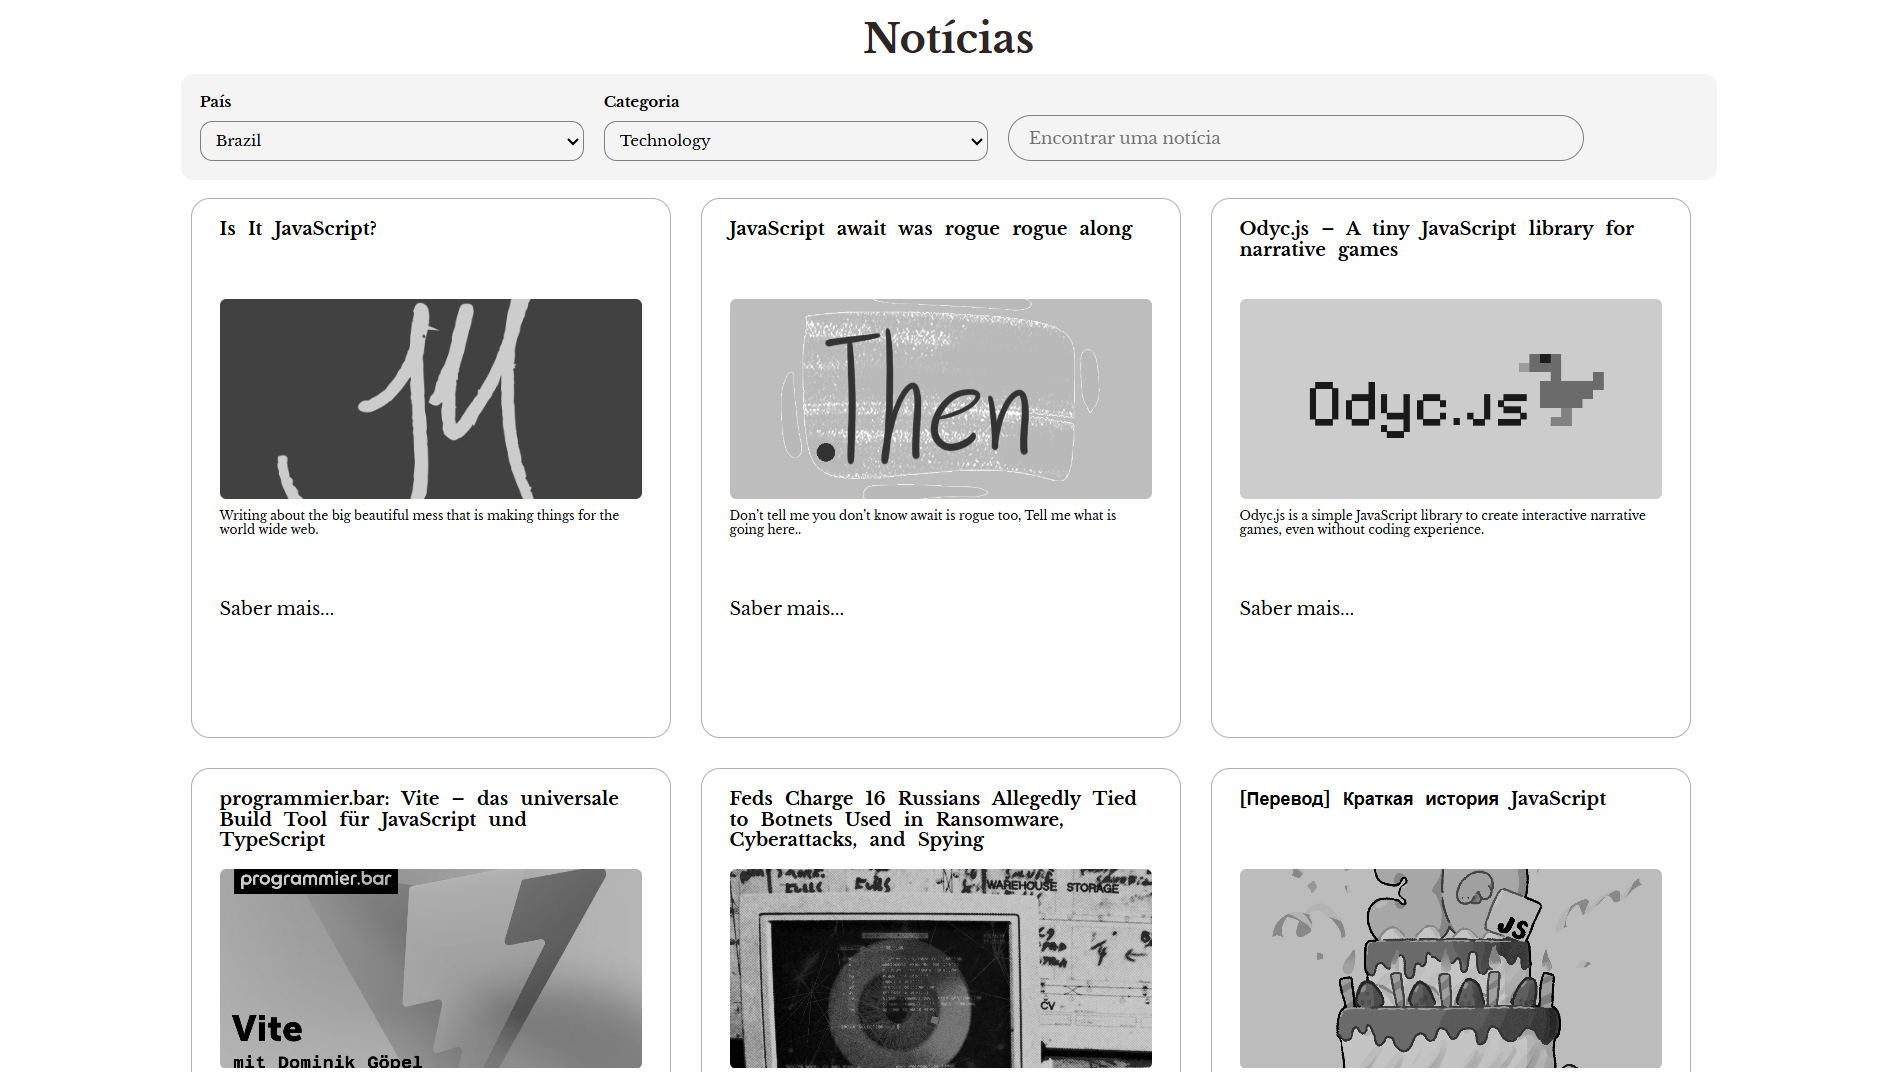 Notícias
País
Categoria
Brazil
Technology
Encontrar uma notícia
Is It JavaScript?
Writing about the big beautiful mess that is making things for the
world wide web.
Saber mais...
JavaScript await was rogue rogue along
.Then
Don't tell me you don't know await is rogue too, Tell me what is
going here..
Saber mais...
Odyc.js – A tiny JavaScript library for
narrative games
Odyc.js
Odyc.js is a simple JavaScript library to create interactive narrative
games, even without coding experience.
Saber mais...
programmier.bar: Vite – das universale
Build Tool für JavaScript und
TypeScript
programmier.bar
Vite
mit Dominik Göpel
Feds Charge 16 Russians Allegedly Tied
to Botnets Used in Ransomware,
Cyberattacks, and Spying
WAREHOUSE STORAGE
ČV
[Перевод] Краткая история JavaScript
JS